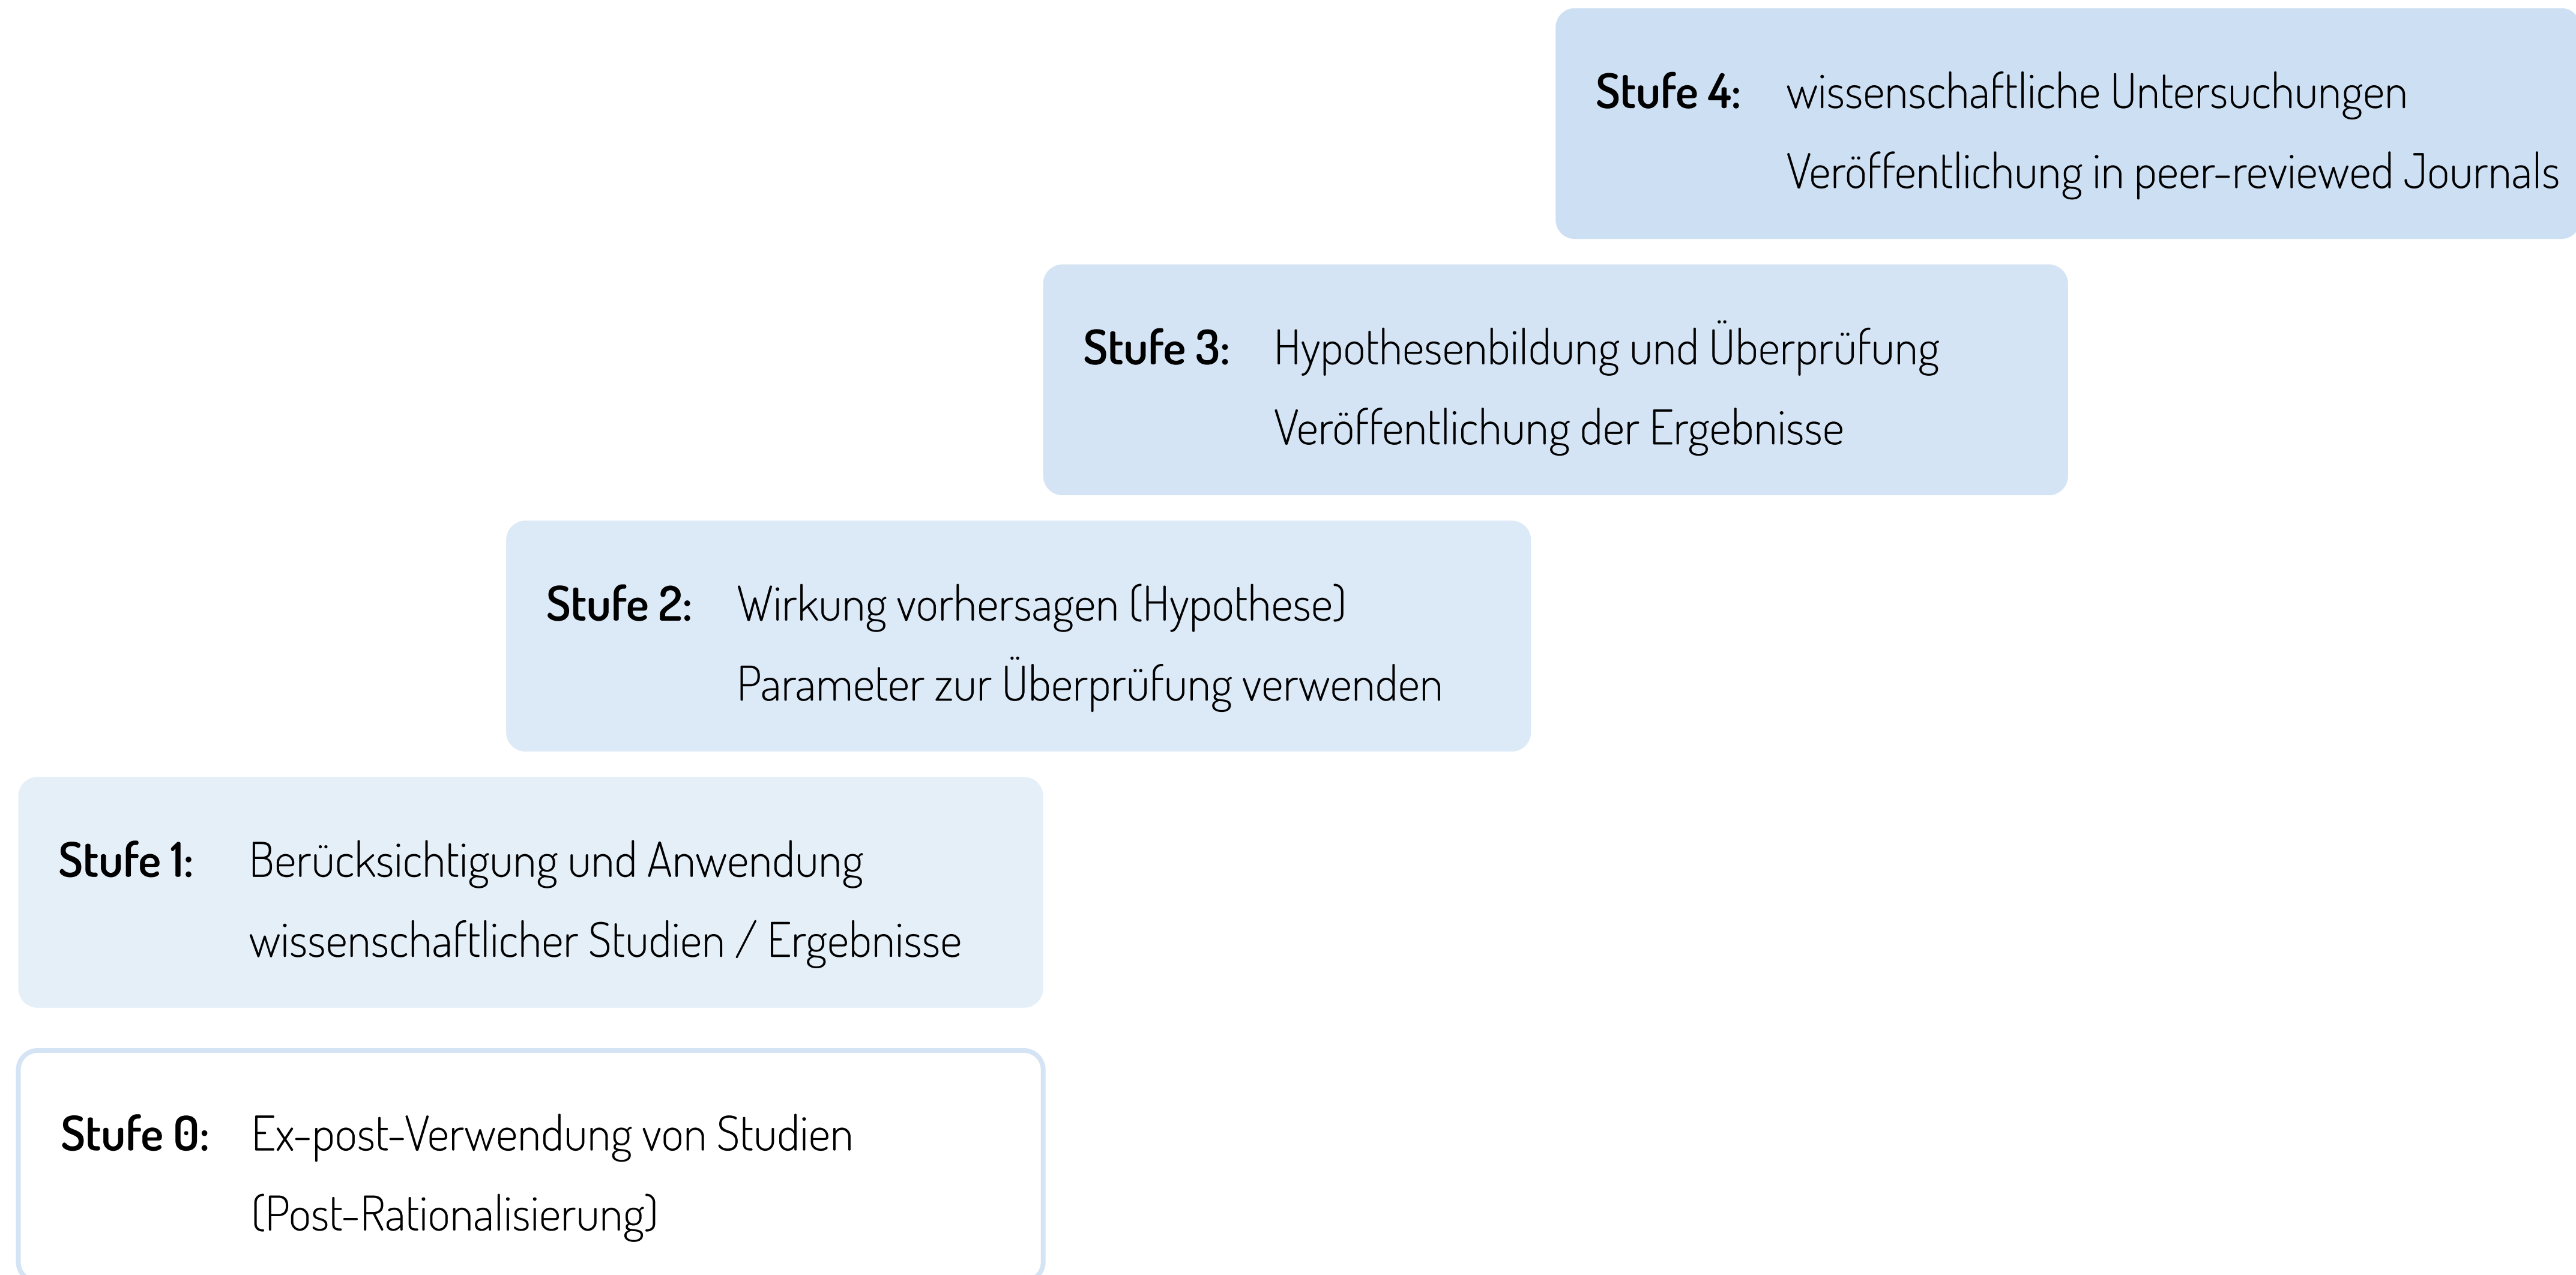 Stufe 4: wissenschaftliche Untersuchungen
Veröffentlichung in peer-reviewed Journals
Stufe 3: Hypothesenbildung und Überprüfung
Veröffentlichung der Ergebnisse
Stufe 2: Wirkung vorhersagen (Hypothese)
Parameter zur Überprüfung verwenden
Stufe 1: Berücksichtigung und Anwendung
wissenschaftlicher Studien / Ergebnisse
Stufe 0: Ex-post-Verwendung von Studien
(Post-Rationalisierung)